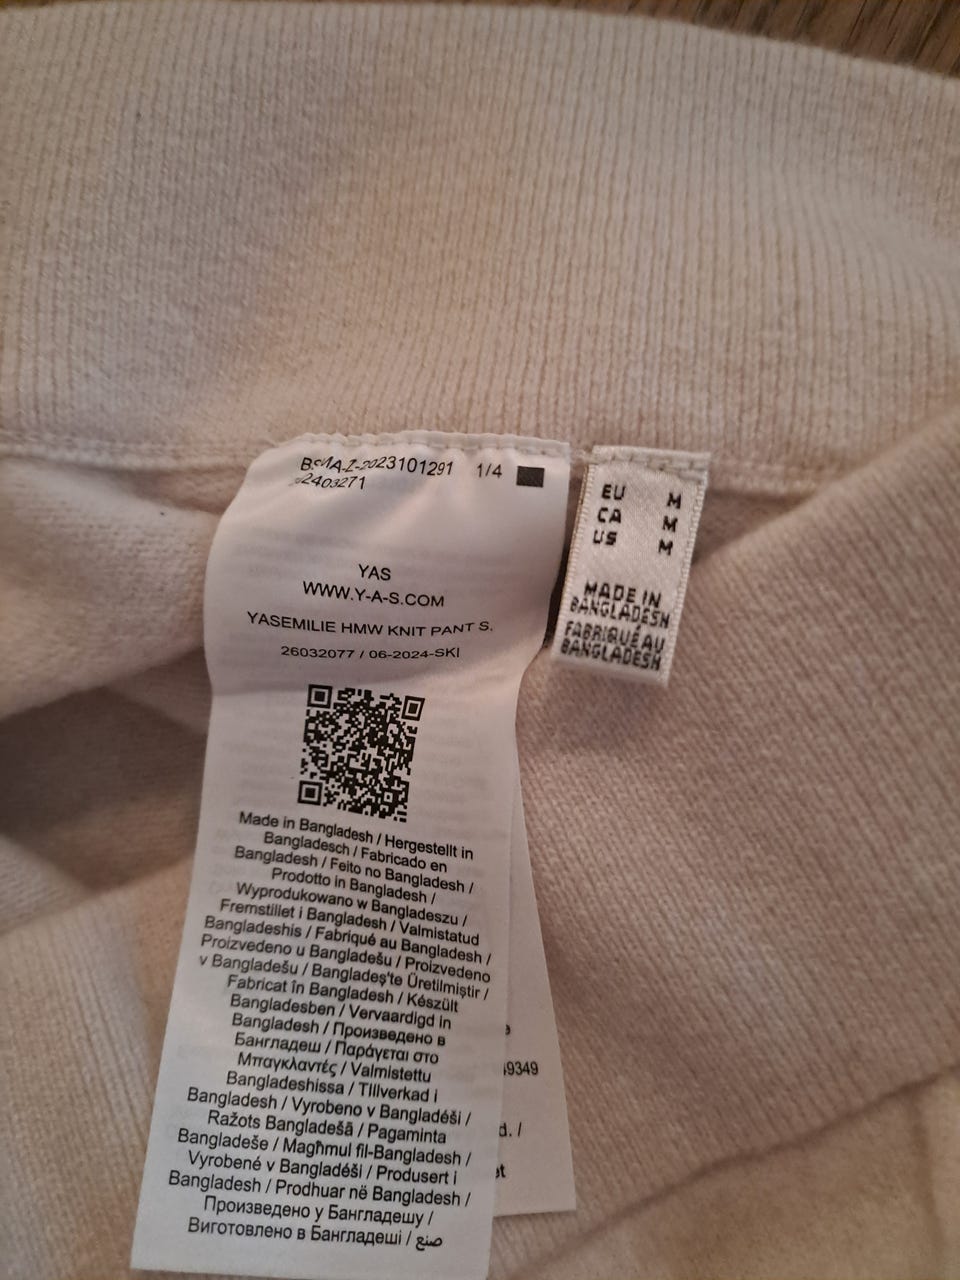 2023101291 1/4
2403271
YAS
WWW.Y-A-S.COM
YASEMILIE HMW KNIT PANT S.
26032077 / 06-2024-SKI
Made in Bangladesh / Hergestellt in
Bangladesch / Fabricado en
Bangladesh / Feito no Bangladesh /
Prodotto in Bangladesh /
Wyprodukowano w Bangladeszu /
Fremstillet i Bangladesh / Valmistatud
Bangladeshis / Fabriqué au Bangladesh /
Proizvedeno u Bangladešu / Proizvedeno
v Bangladešu / Bangladeş'te Üretilmiştir /
Fabricat în Bangladesh / Készült
Bangladesben / Vervaardigd in
Bangladesh / Произведено в
Бангладеш / Παράγεται στο
Μπαγκλαντές / Valmistettu
Bangladeshissa / TIllverkad i
Bangladesh / Vyrobeno v Bangladéši /
Ražots Bangladešā / Pagaminta
Bangladeše / Magħmul fil-Bangladesh /
Vyrobené v Bangladéši / Produsert i
Bangladesh / Prodhuar në Bangladesh /
Произведено у Бангладешу /
Виготовлено в Бангладеші / صنع
EU M
CA M
US M
MADE IN
BANGLADESH
FABRIQUÉ AU
BANGLADESH
49349
d. /